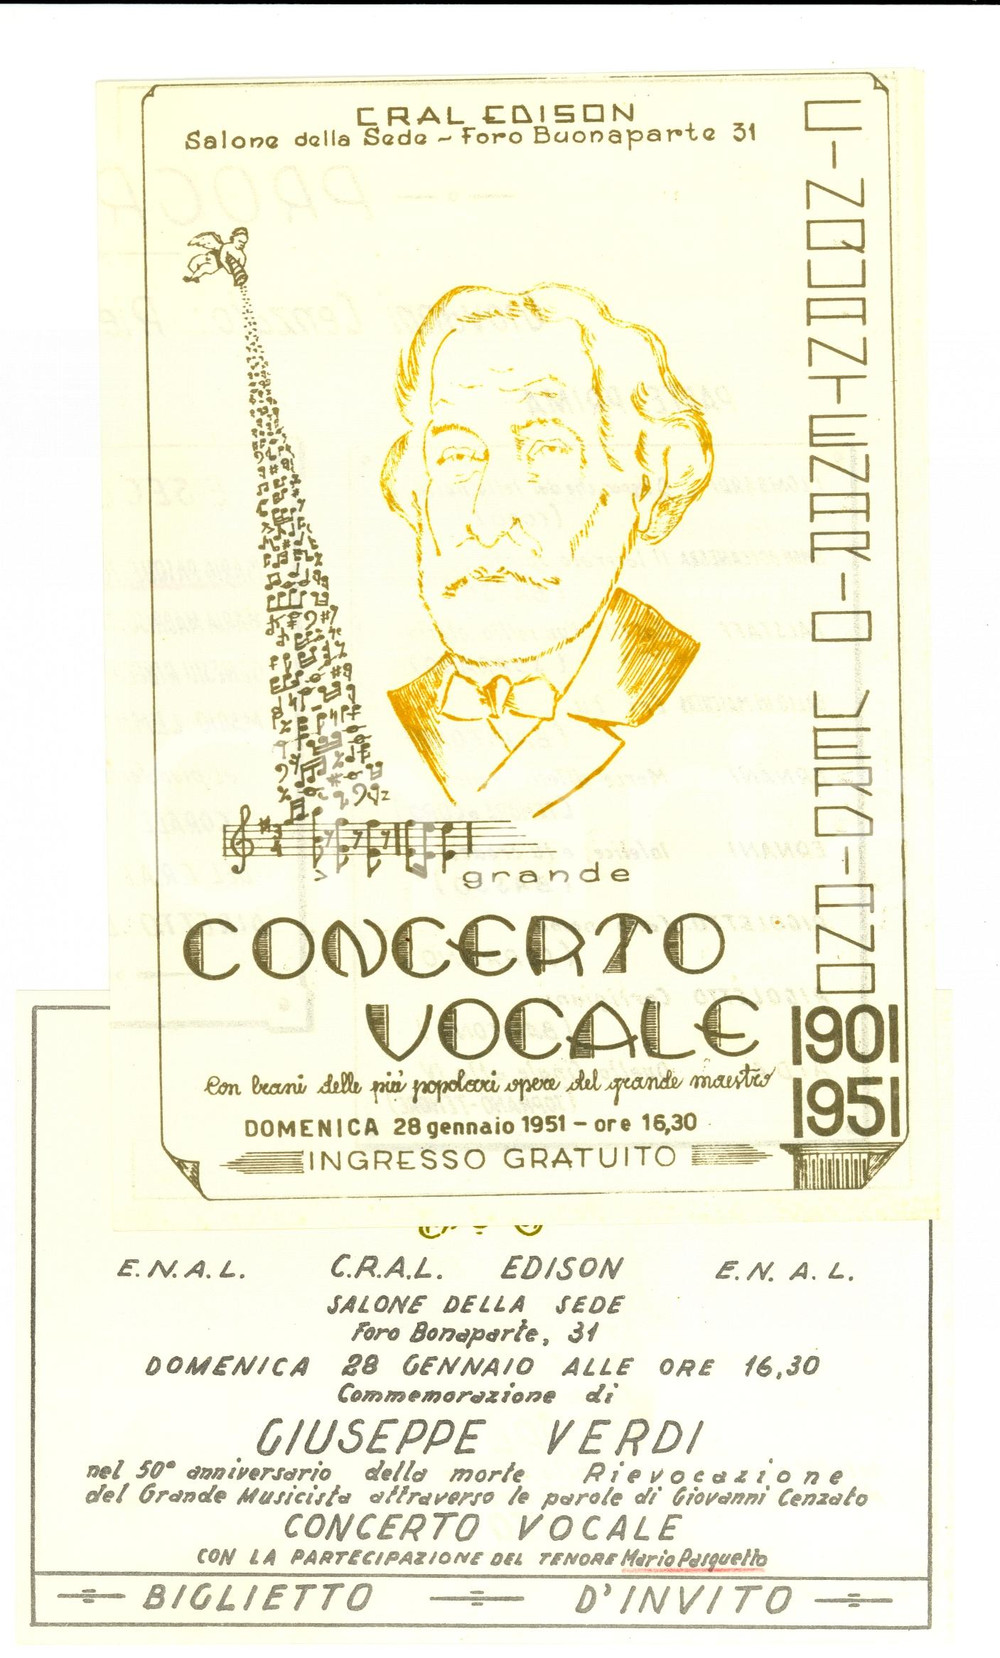 CRAL EDISON
Salone della Sede - Foro Buonaparte 31
CINQUANTENARIO VERDIANO
grande
CONCERTO
VOCALE
1901
1951
Con brani delle più popolari opere del grande maestro
DOMENICA 28 gennaio 1951 - ore 16,30
INGRESSO GRATUITO
E.N.A.L. C.R.A.L. EDISON E.N.A.L.
SALONE DELLA SEDE
Foro Bonaparte, 31
DOMENICA 28 GENNAIO ALLE ORE 16,30
Commemorazione di
GIUSEPPE VERDI
nel 50° anniversario della morte Rievocazione
del Grande Musicista attraverso le parole di Giovanni Cenzato
CONCERTO VOCALE
CON LA PARTECIPAZIONE DEL TENORE Mario Pasquetto
BIGLIETTO D'INVITO